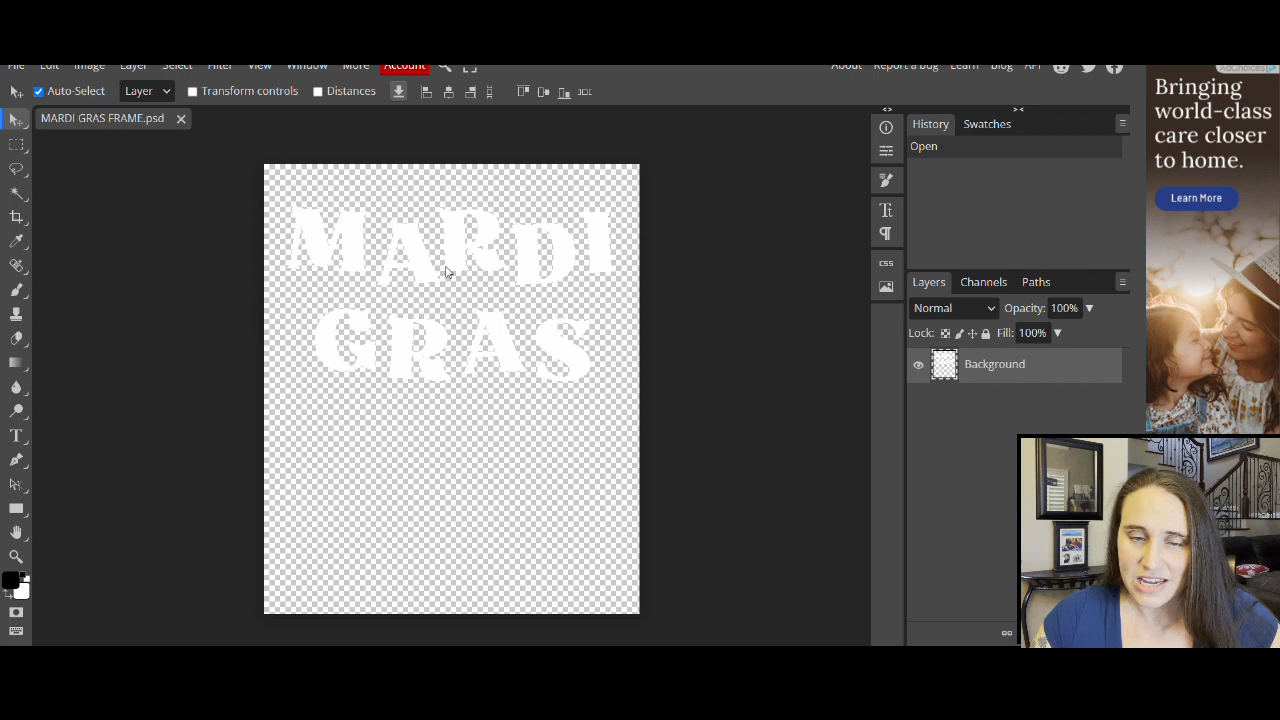 File Edit Image Layer Select Filter View Window More Account About Report a bug Learn Blog API
AdChoices
Auto-Select Layer Transform controls Distances
MARDI GRAS FRAME.psd
MARDI
GRAS
< > > <
History Swatches
Open
CSS
Layers Channels Paths
Normal Opacity: 100%
Lock: Fill: 100%
Background
Bringing
world-class
care closer
to home.
Learn More